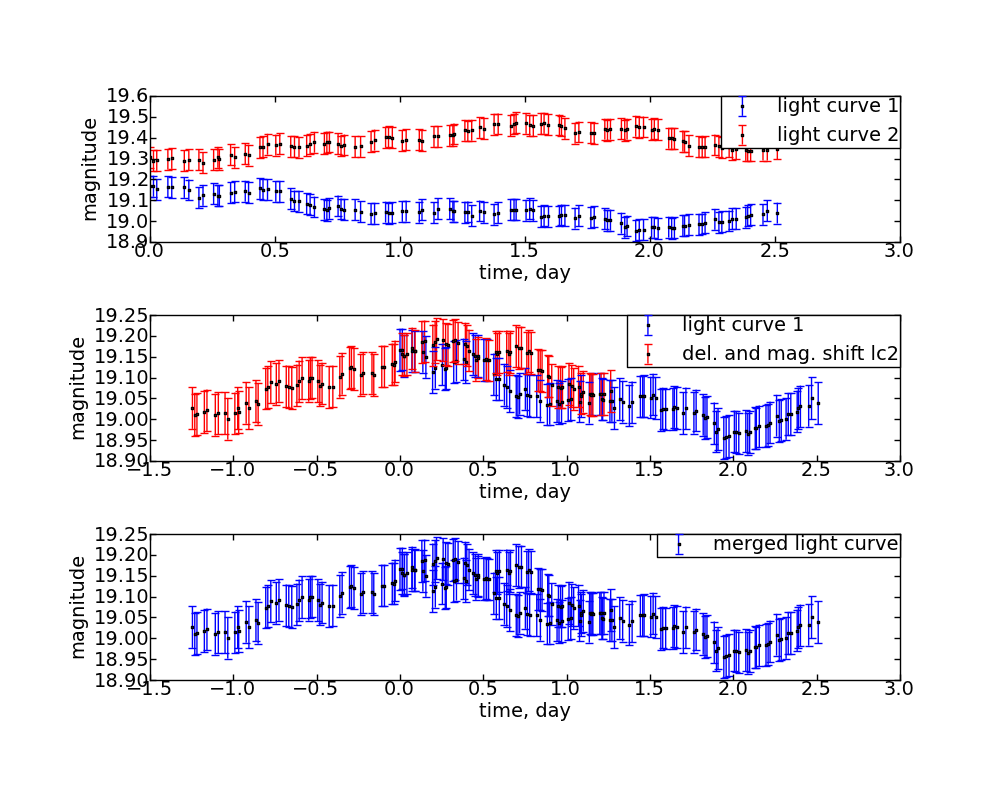 19.6
19.5
19.4
19.3
19.2
19.1
19.0
18.9
magnitude
light curve 1
light curve 2
0.0 0.5 1.0 1.5 2.0 2.5 3.0
time, day
19.25
19.20
19.15
19.10
19.05
19.00
18.95
18.90
magnitude
light curve 1
del. and mag. shift lc2
−1.5 −1.0 −0.5 0.0 0.5 1.0 1.5 2.0 2.5 3.0
time, day
19.25
19.20
19.15
19.10
19.05
19.00
18.95
18.90
magnitude
merged light curve
−1.5 −1.0 −0.5 0.0 0.5 1.0 1.5 2.0 2.5 3.0
time, day